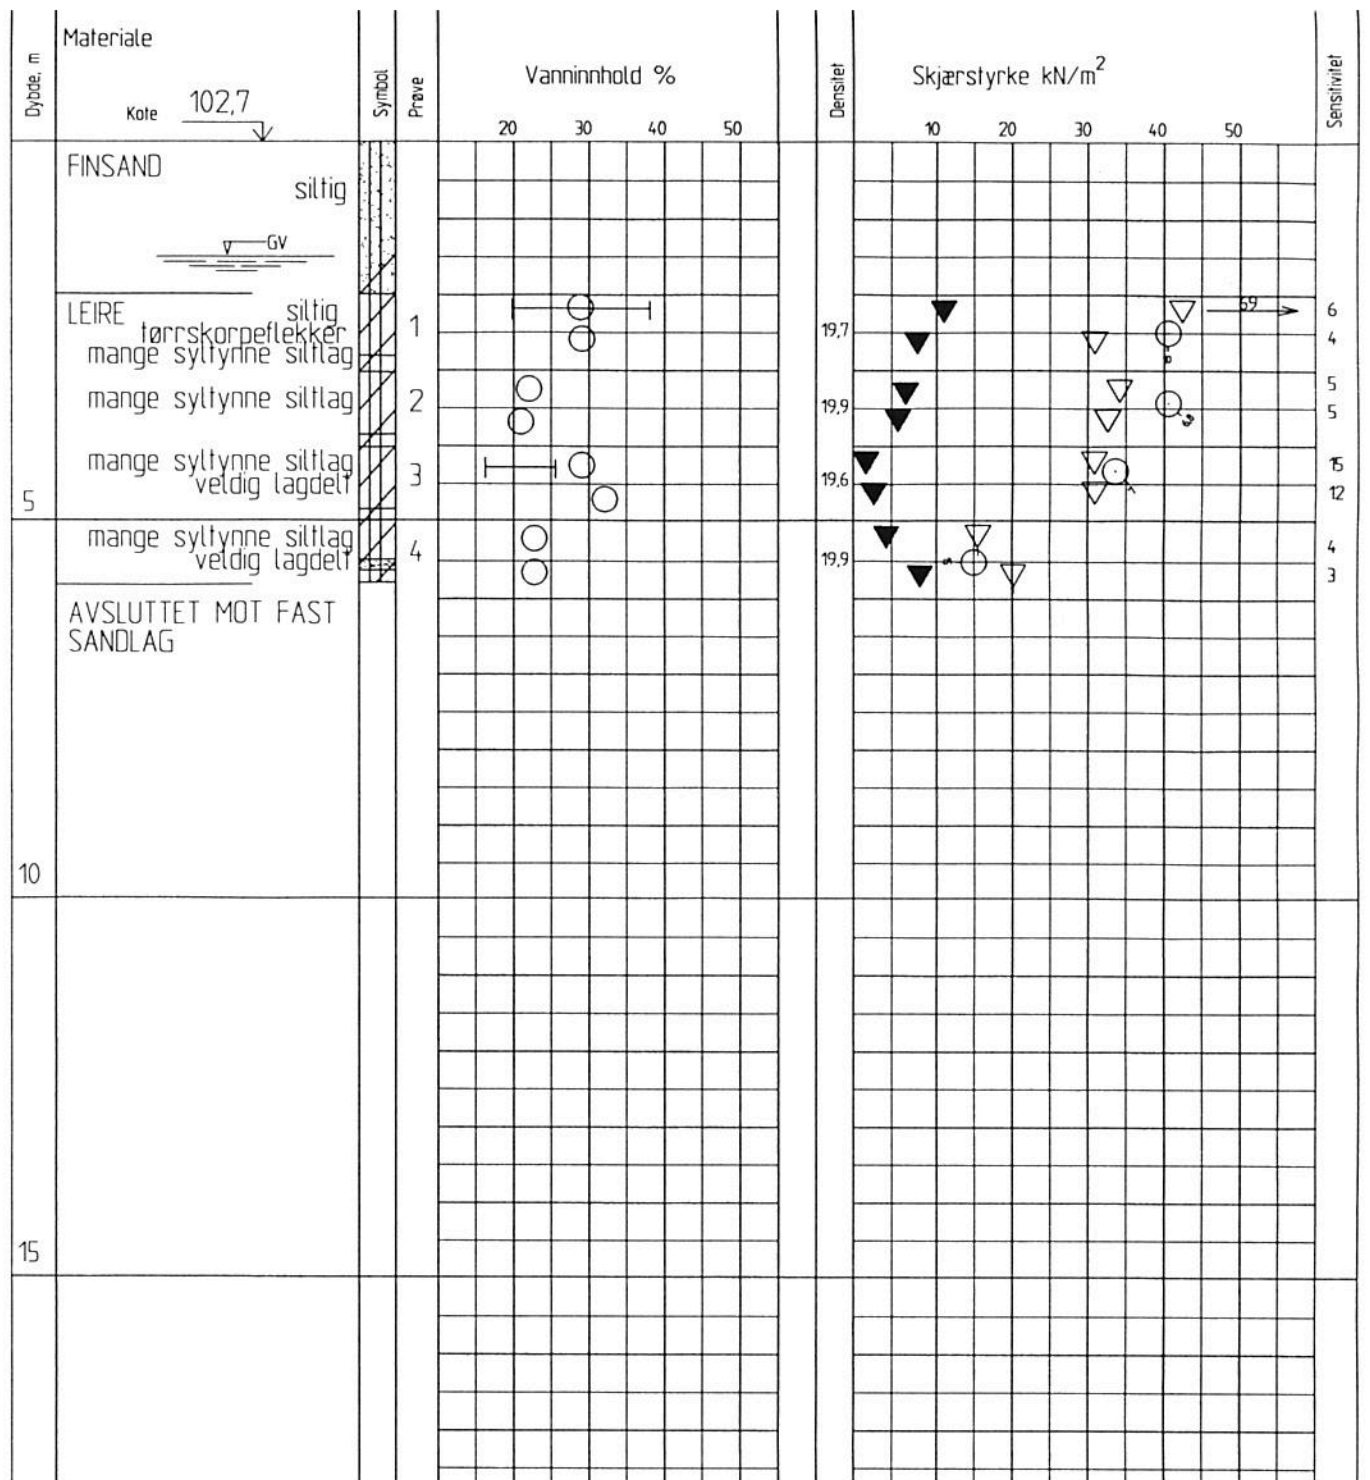 Dybde, m
Materiale
Kote 102,7
Symbol
Prøve
Vanninnhold %
20 30 40 50
Densitet
Skjærstyrke kN/m²
10 20 30 40 50
Sensitivitet
FINSAND
siltig
GV
LEIRE siltig
tørrskorpeflekker
mange syltynne siltlag
1
19,7
69
6
4
8
mange syltynne siltlag
2
19,9
5
5
mange syltynne siltlag
veldig lagdelt
3
19,6
15
12
7
5
mange syltynne siltlag
veldig lagdelt
4
19,9
4
3
AVSLUTTET MOT FAST
SANDLAG
10
15